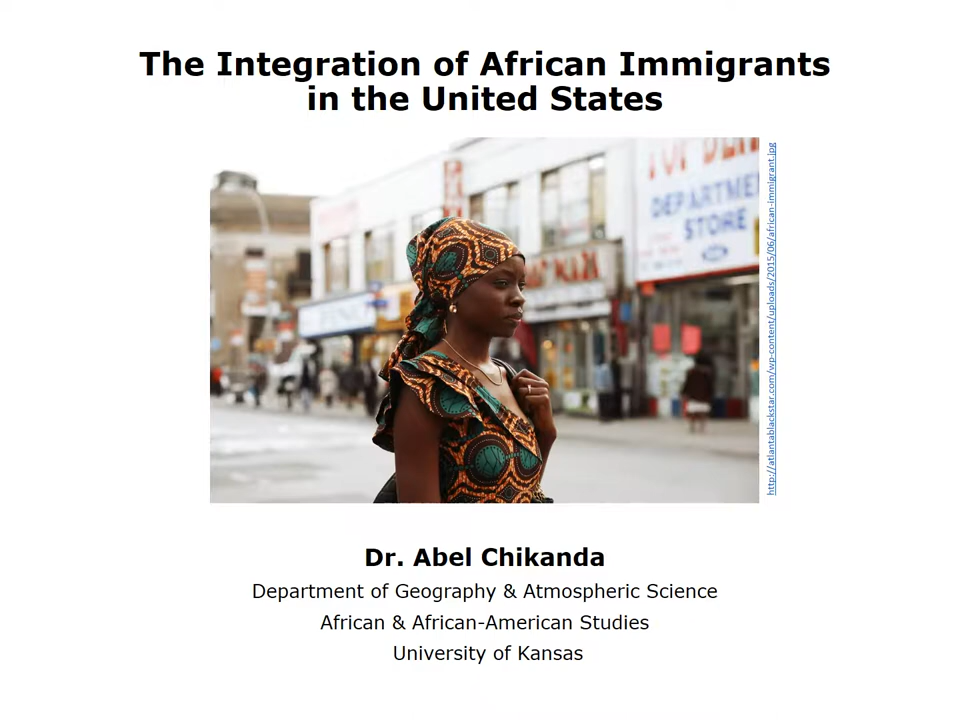 The Integration of African Immigrants
in the United States
DEPARTME
STORE
http://atlantablackstar.com/wp-content/uploads/2015/06/african-immigrant.jpg
Dr. Abel Chikanda
Department of Geography & Atmospheric Science
African & African-American Studies
University of Kansas